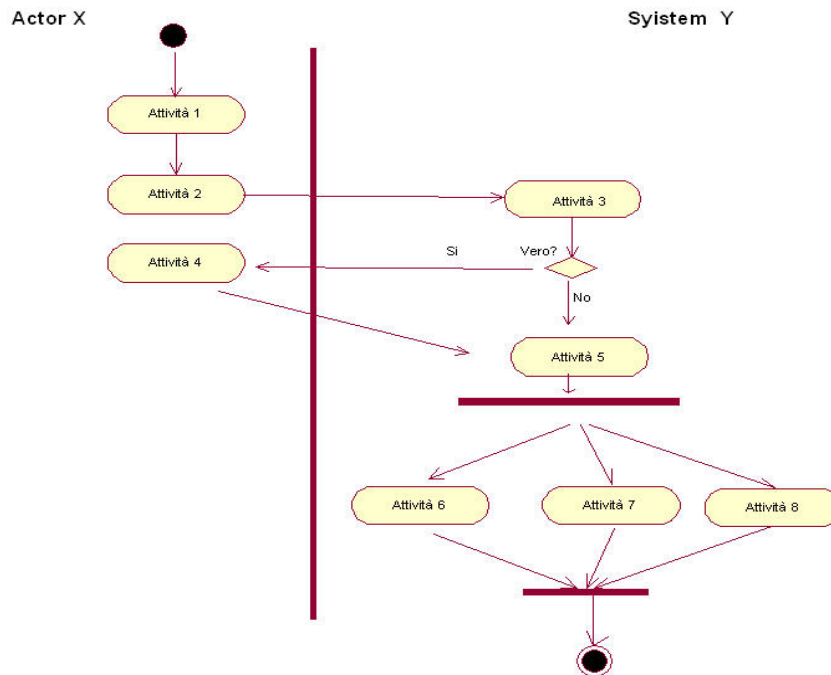 Actor X
Syistem Y
Attività 1
Attività 2
Attività 3
Attività 4
Si
Vero?
No
Attività 5
Attività 6
Attività 7
Attività 8